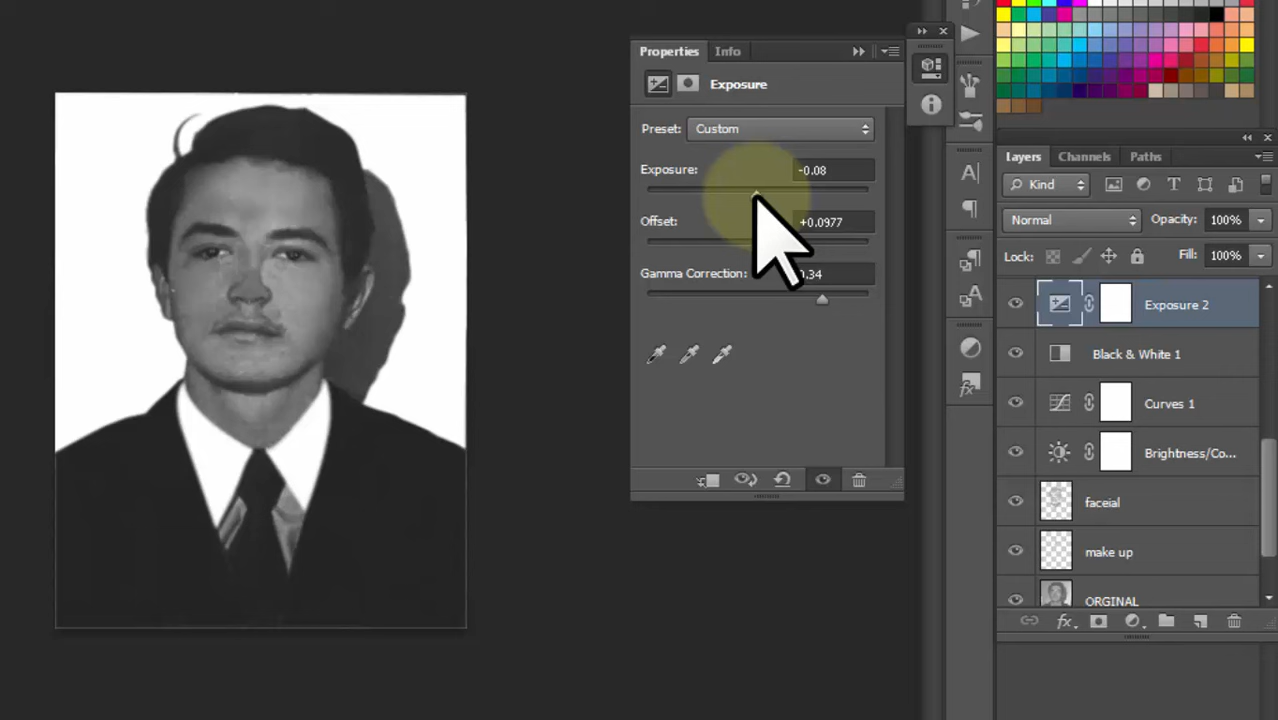 Properties Info
Exposure
Preset: Custom
Exposure: -0.08
Offset: +0.0977
Gamma Correction: 0.34
Layers Channels Paths
Kind
Normal Opacity: 100%
Lock: Fill: 100%
Exposure 2
Black & White 1
Curves 1
Brightness/Co...
faceial
make up
ORGINAL